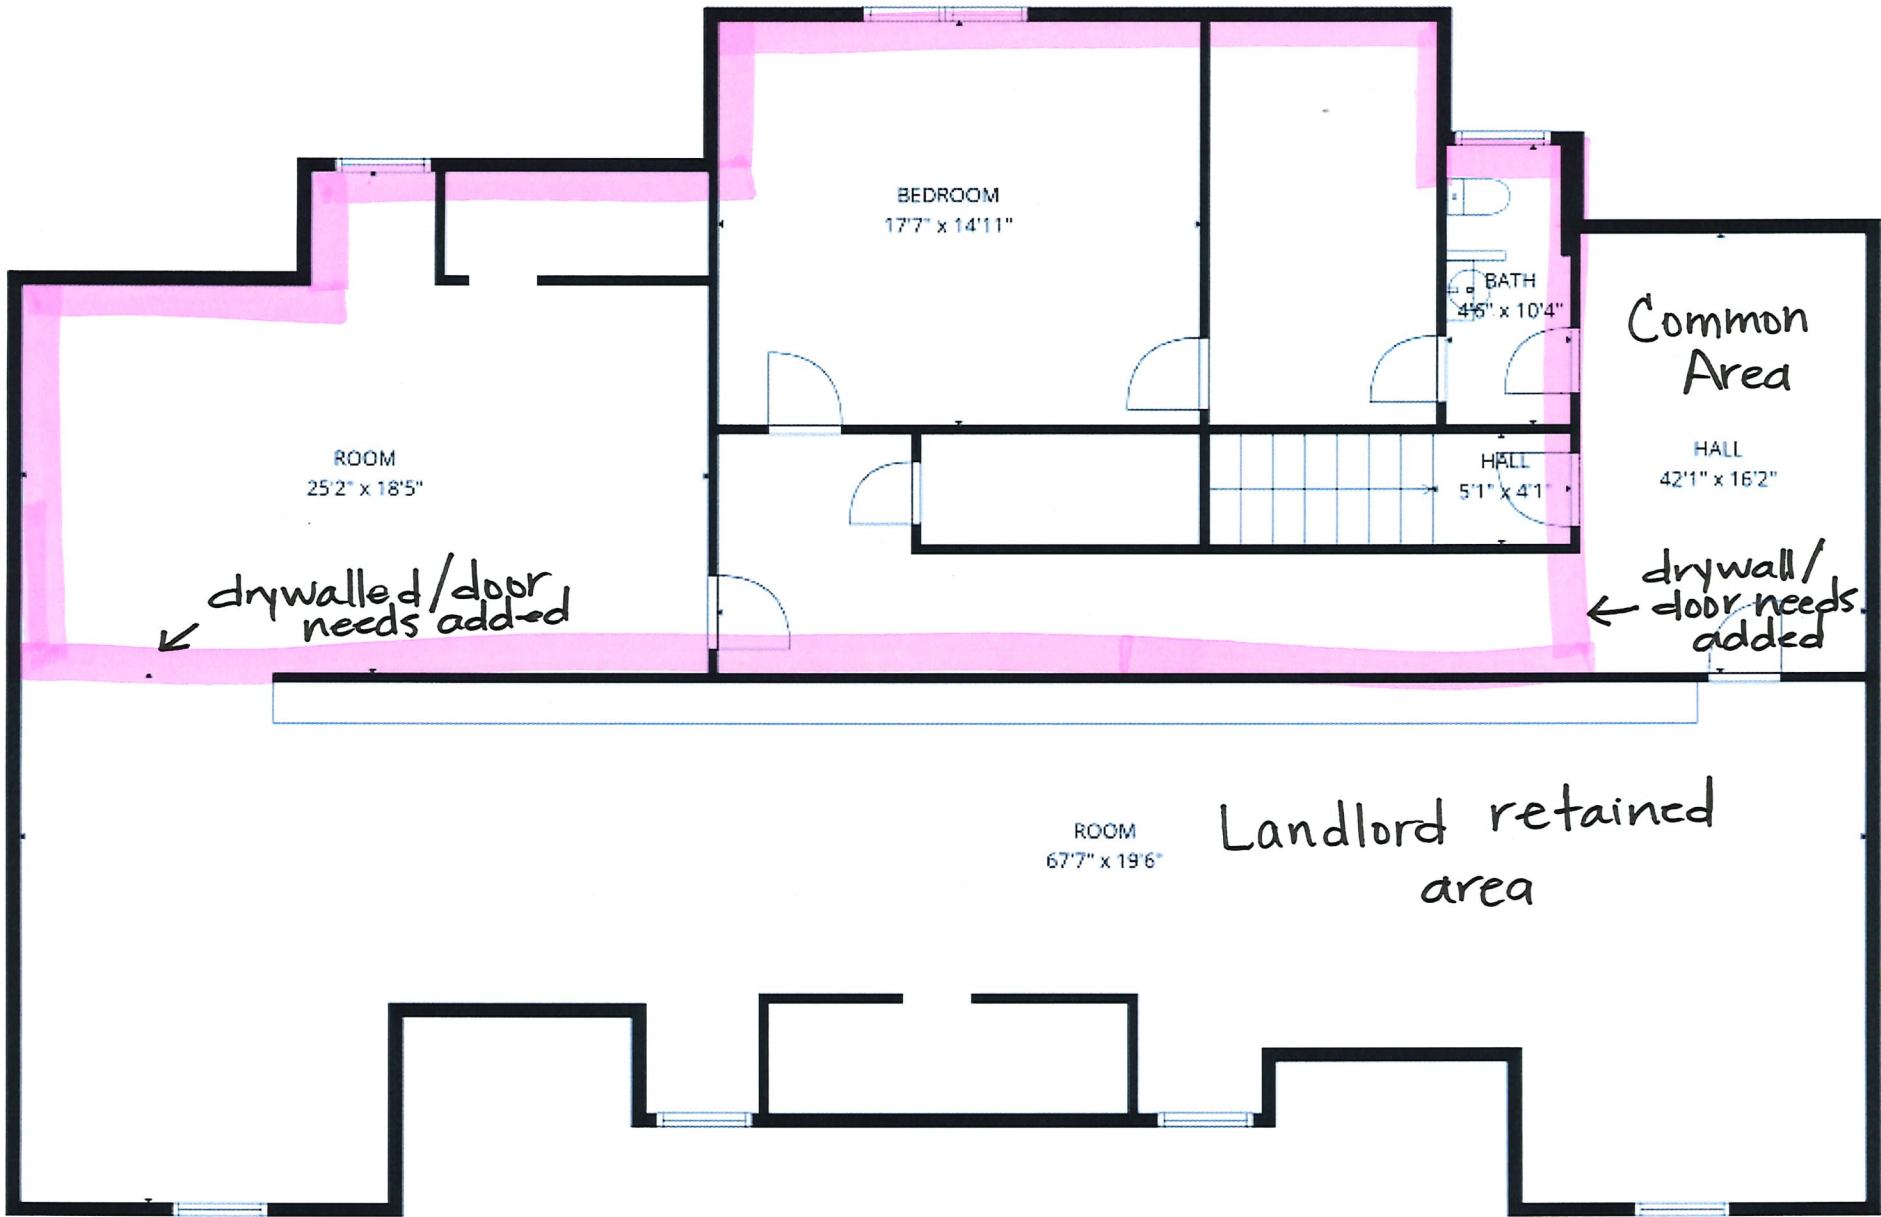 BEDROOM
17'7" x 14'11"
BATH
4'6" x 10'4"
Common
Area
ROOM
25'2" x 18'5"
HALL
5'1" x 4'1"
HALL
42'1" x 16'2"
drywalled/door
needs added
drywall/
door needs
added
ROOM
67'7" x 19'6"
Landlord retained
area